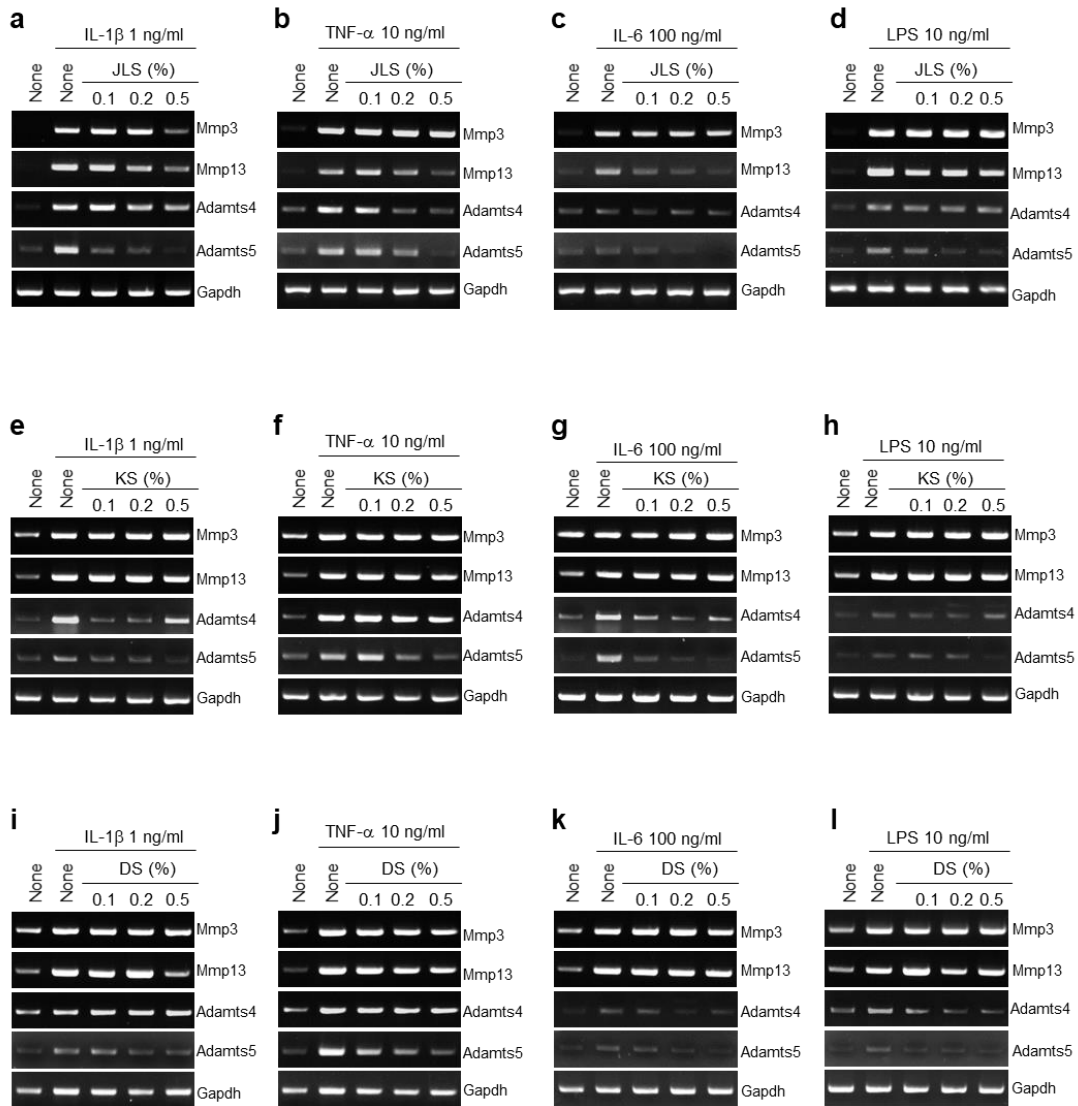 a
IL-1β 1 ng/ml
None
None
JLS (%)
0.1 0.2 0.5
Mmp3
Mmp13
Adamts4
Adamts5
Gapdh
b
TNF-α 10 ng/ml
None
None
JLS (%)
0.1 0.2 0.5
Mmp3
Mmp13
Adamts4
Adamts5
Gapdh
c
IL-6 100 ng/ml
None
None
JLS (%)
0.1 0.2 0.5
Mmp3
Mmp13
Adamts4
Adamts5
Gapdh
d
LPS 10 ng/ml
None
None
JLS (%)
0.1 0.2 0.5
Mmp3
Mmp13
Adamts4
Adamts5
Gapdh
e
IL-1β 1 ng/ml
None
None
KS (%)
0.1 0.2 0.5
Mmp3
Mmp13
Adamts4
Adamts5
Gapdh
f
TNF-α 10 ng/ml
None
None
KS (%)
0.1 0.2 0.5
Mmp3
Mmp13
Adamts4
Adamts5
Gapdh
g
IL-6 100 ng/ml
None
None
KS (%)
0.1 0.2 0.5
Mmp3
Mmp13
Adamts4
Adamts5
Gapdh
h
LPS 10 ng/ml
None
None
KS (%)
0.1 0.2 0.5
Mmp3
Mmp13
Adamts4
Adamts5
Gapdh
i
IL-1β 1 ng/ml
None
None
DS (%)
0.1 0.2 0.5
Mmp3
Mmp13
Adamts4
Adamts5
Gapdh
j
TNF-α 10 ng/ml
None
None
DS (%)
0.1 0.2 0.5
Mmp3
Mmp13
Adamts4
Adamts5
Gapdh
k
IL-6 100 ng/ml
None
None
DS (%)
0.1 0.2 0.5
Mmp3
Mmp13
Adamts4
Adamts5
Gapdh
l
LPS 10 ng/ml
None
None
DS (%)
0.1 0.2 0.5
Mmp3
Mmp13
Adamts4
Adamts5
Gapdh